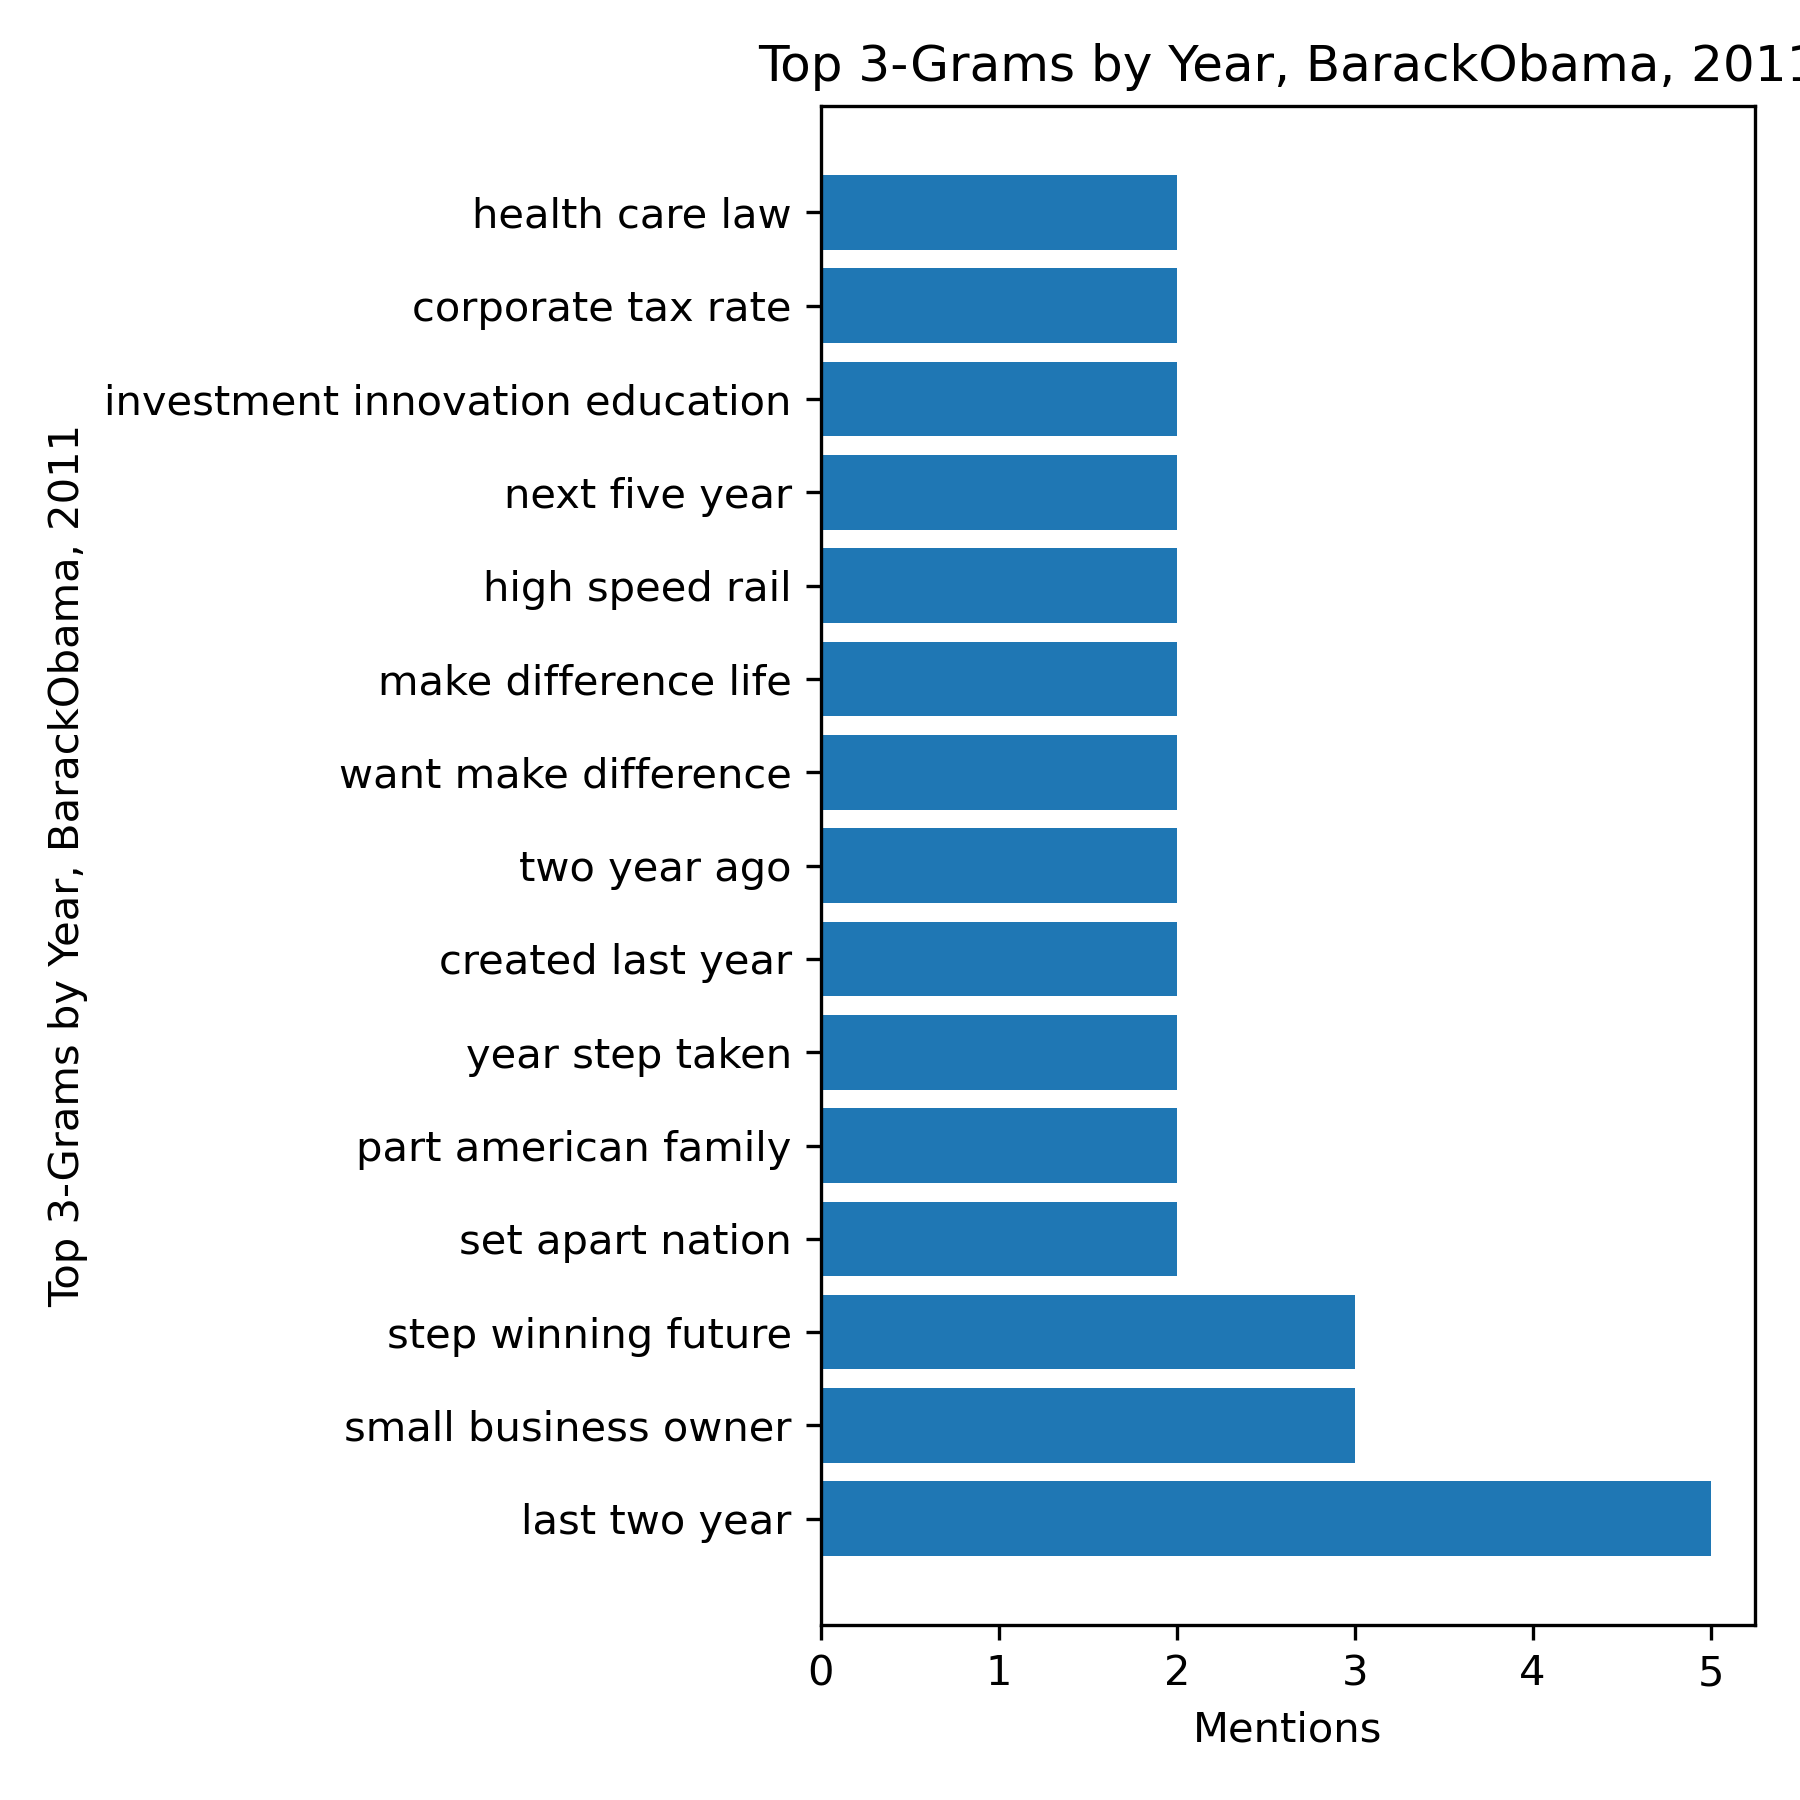 Top 3-Grams by Year, BarackObama, 2011
health care law
corporate tax rate
investment innovation education
next five year
high speed rail
make difference life
want make difference
two year ago
created last year
year step taken
part american family
set apart nation
step winning future
small business owner
last two year
Top 3-Grams by Year, BarackObama, 2011
0 1 2 3 4 5
Mentions